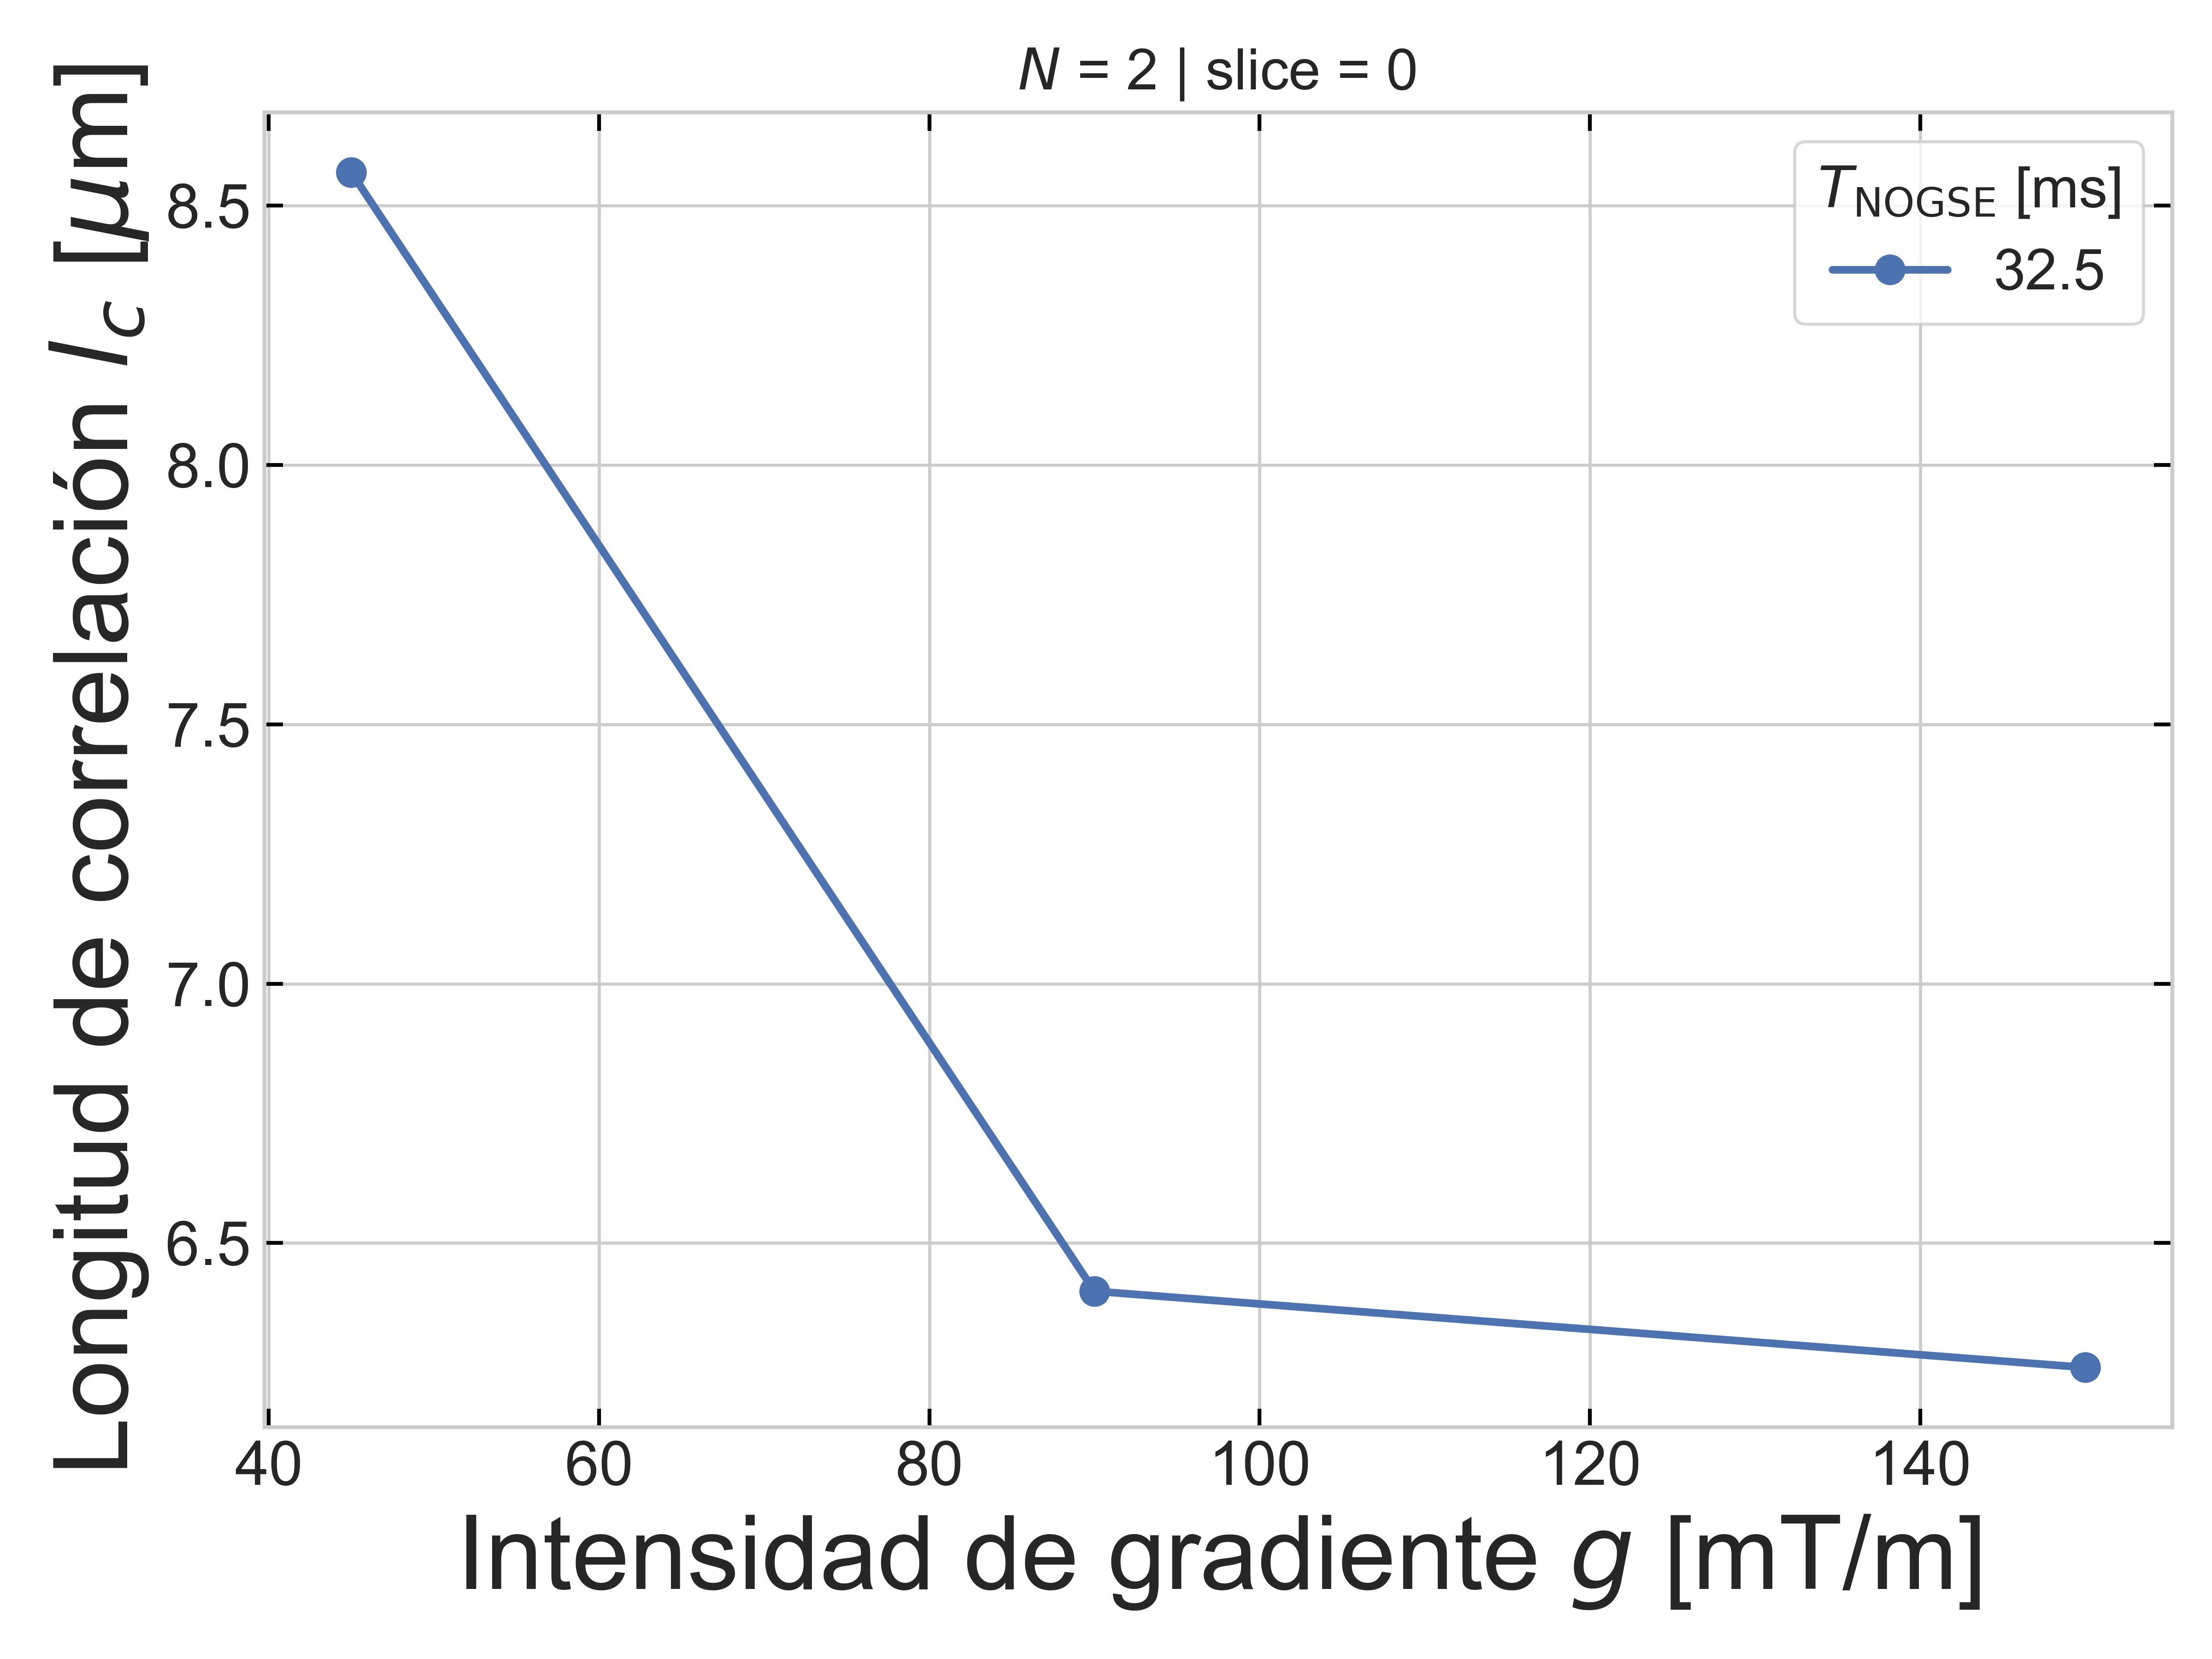 N = 2 | slice = 0
Longitud de correlación l_c [μm]
8.5
8.0
7.5
7.0
6.5
T_NOGSE [ms]
32.5
40 60 80 100 120 140
Intensidad de gradiente g [mT/m]